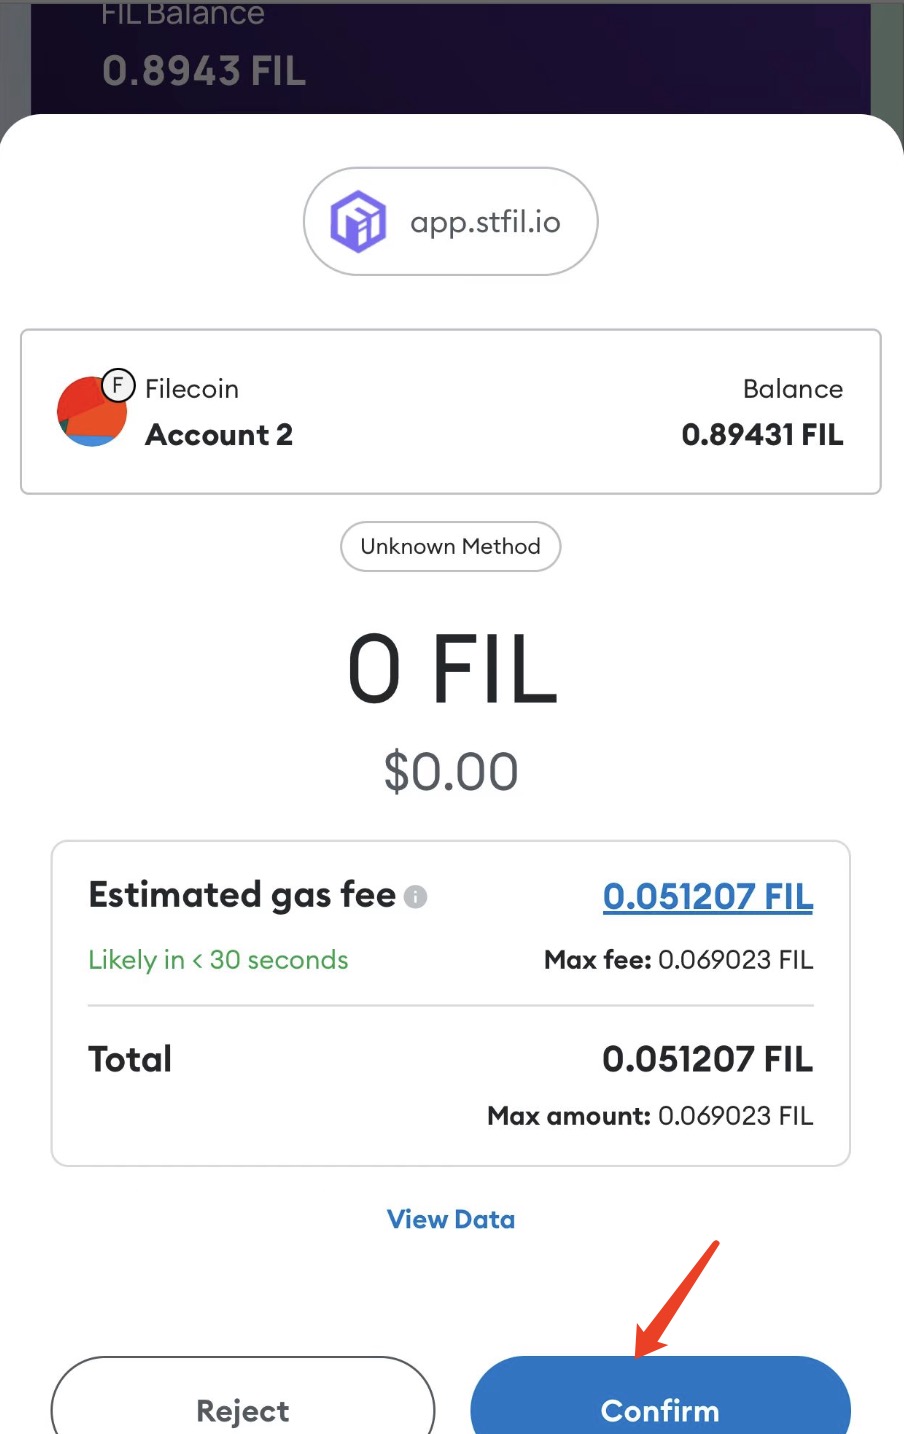 FIL Balance
0.8943 FIL
app.stfil.io
F
Filecoin
Balance
Account 2
0.89431 FIL
Unknown Method
0 FIL
$0.00
Estimated gas fee i
0.051207 FIL
Likely in < 30 seconds
Max fee: 0.069023 FIL
Total
0.051207 FIL
Max amount: 0.069023 FIL
View Data
Reject
Confirm